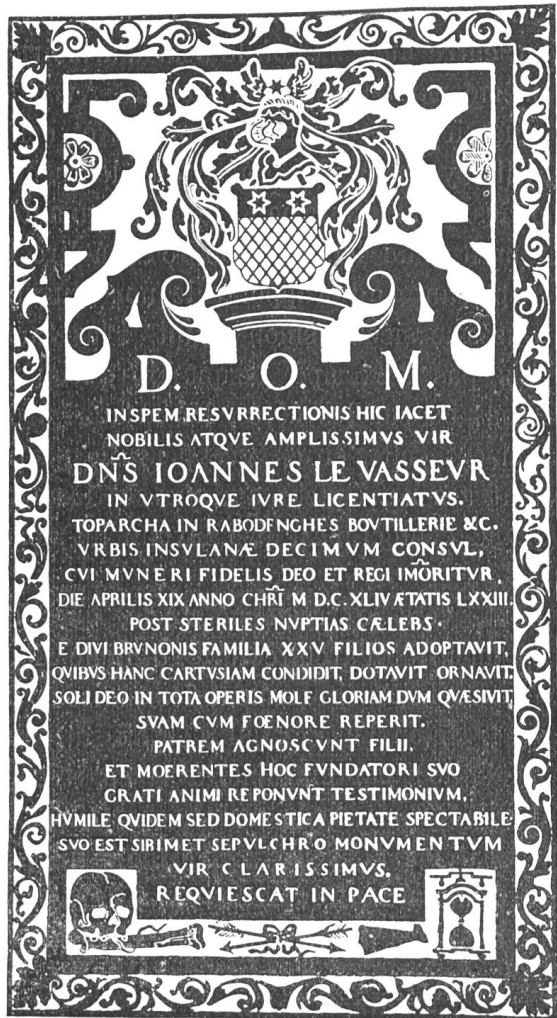 D. O. M.
IN SPEM RESVRRECTIONIS HIC IACET
NOBILIS ATQVE AMPLISSIMVS VIR
DN̄S IOANNES LE VASSEVR
IN VTROQVE IVRE LICENTIATVS.
TOPARCHA IN RABODENGHES BOVTILLERIE &C.
VRBIS INSVLANÆ DECIMVM CONSVL,
CVI MVNERI FIDELIS DEO ET REGI IMŌRITVR,
DIE APRILIS XIX ANNO CHR̄I M D.C.XLIV ÆTATIS LXXIII.
POST STERILES NVPTIAS CÆLEBS.
E DIVI BRVNONIS FAMILIA XXV FILIOS ADOPTAVIT,
QVIBVS HANC CARTVSIAM CONDIDIT, DOTAVIT ORNAVIT.
SOLI DEO IN TOTA OPERIS MOLE GLORIAM DVM QVÆSIVIT,
SVAM CVM FOENORE REPERIT.
PATREM AGNOSCVNT FILII.
ET MOERENTES HOC FVNDATORI SVO
GRATI ANIMI REPONVNT TESTIMONIVM,
HVMILE QVIDEM SED DOMESTICA PIETATE SPECTABILE
SVO EST SIBIMET SEPVLCHRO MONVMENTVM
VIR CLARISSIMVS.
REQVIESCAT IN PACE